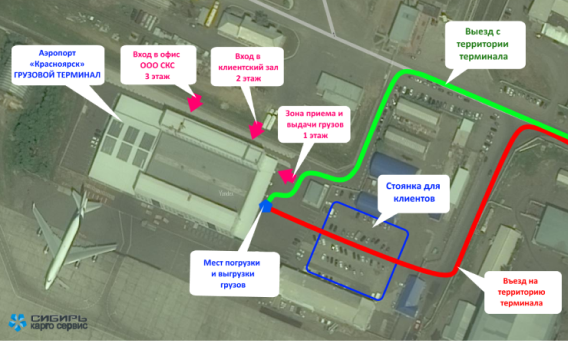 Выезд с
территории
терминала
Аэропорт
«Красноярск»
ГРУЗОВОЙ ТЕРМИНАЛ
Вход в офис
ООО СКС
3 этаж
Вход в
клиентский зал
2 этаж
Зона приема и
выдачи грузов
1 этаж
Стоянка для
клиентов
Мест погрузки
и выгрузки
грузов
Въезд на
территорию
терминала
СИБИРЬ
карго сервис